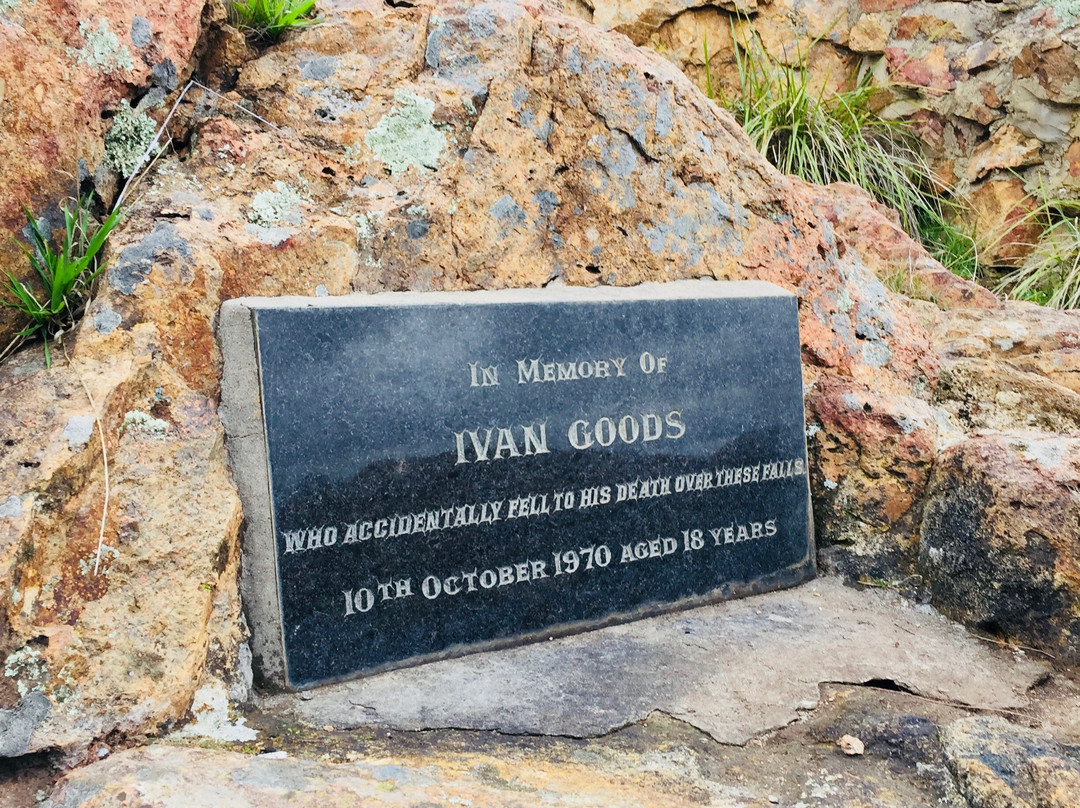 In Memory Of
IVAN GOODS
WHO ACCIDENTALLY FELL TO HIS DEATH OVER THESE FALLS
10TH OCTOBER 1970 AGED 18 YEARS